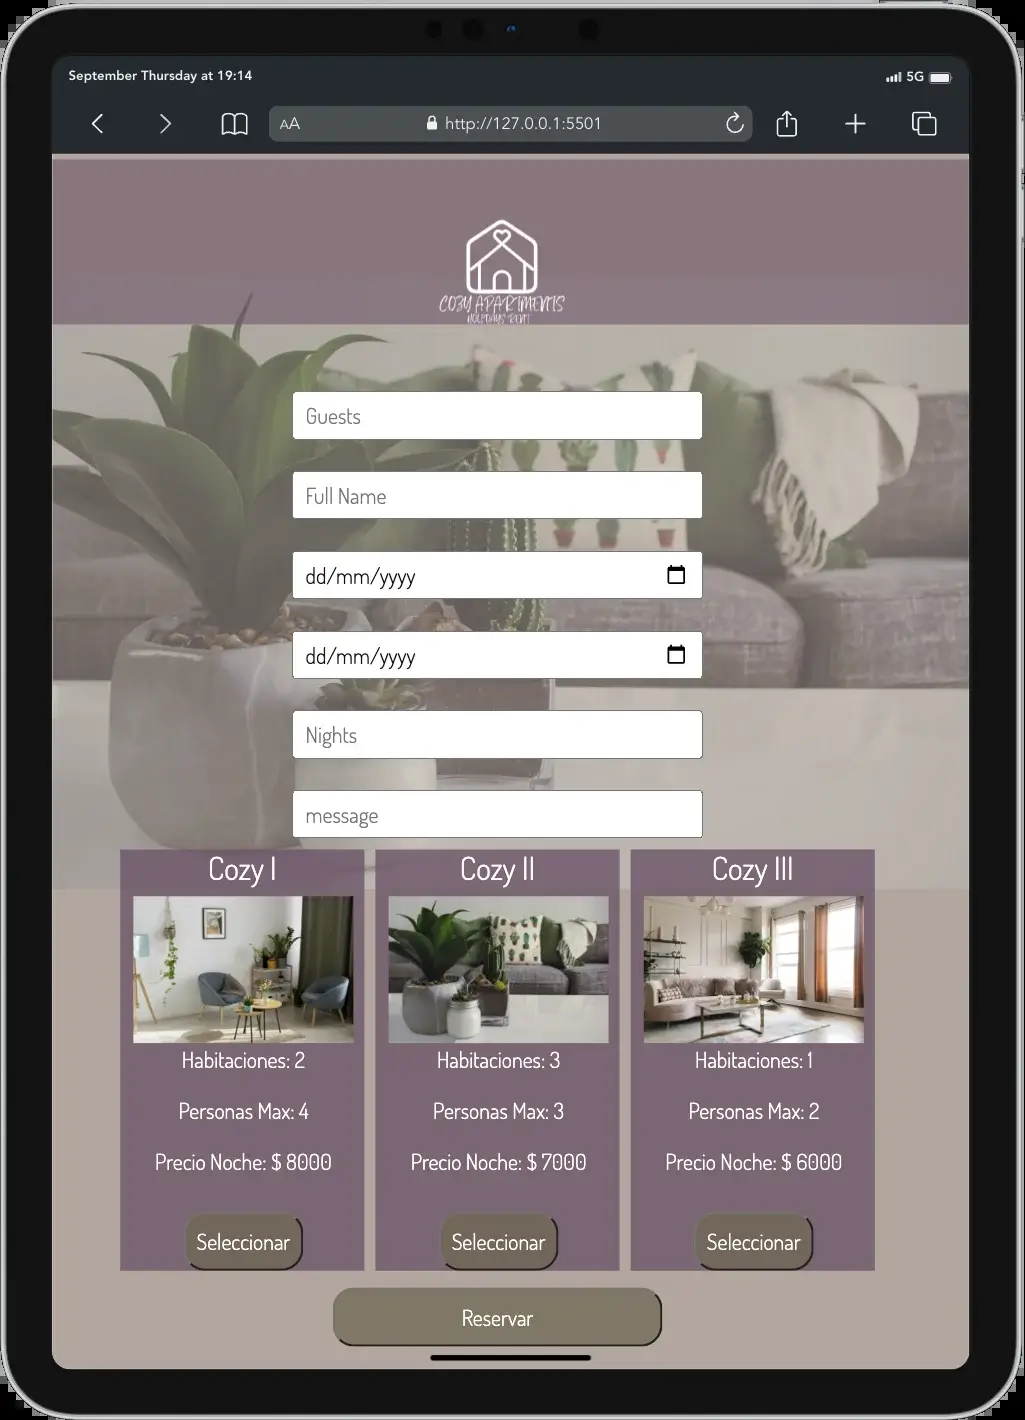 September Thursday at 19:14
5G
AA
http://127.0.0.1:5501
COZY APARTMENTS
HOLIDAYS RENT
Guests
Full Name
dd/mm/yyyy
dd/mm/yyyy
Nights
message
Cozy I
Cozy II
Cozy III
Habitaciones: 2
Habitaciones: 3
Habitaciones: 1
Personas Max: 4
Personas Max: 3
Personas Max: 2
Precio Noche: $ 8000
Precio Noche: $ 7000
Precio Noche: $ 6000
Seleccionar
Seleccionar
Seleccionar
Reservar